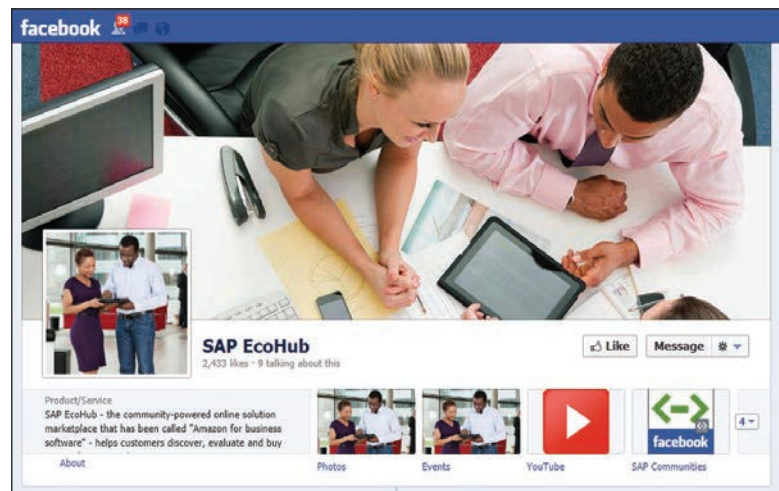 facebook 38
SAP EcoHub
2,433 likes · 9 talking about this
Like Message
Product/Service
SAP EcoHub - the community-powered online solution
marketplace that has been called "Amazon for business
software" - helps customers discover, evaluate and buy
About
facebook
4
Photos Events YouTube SAP Communities